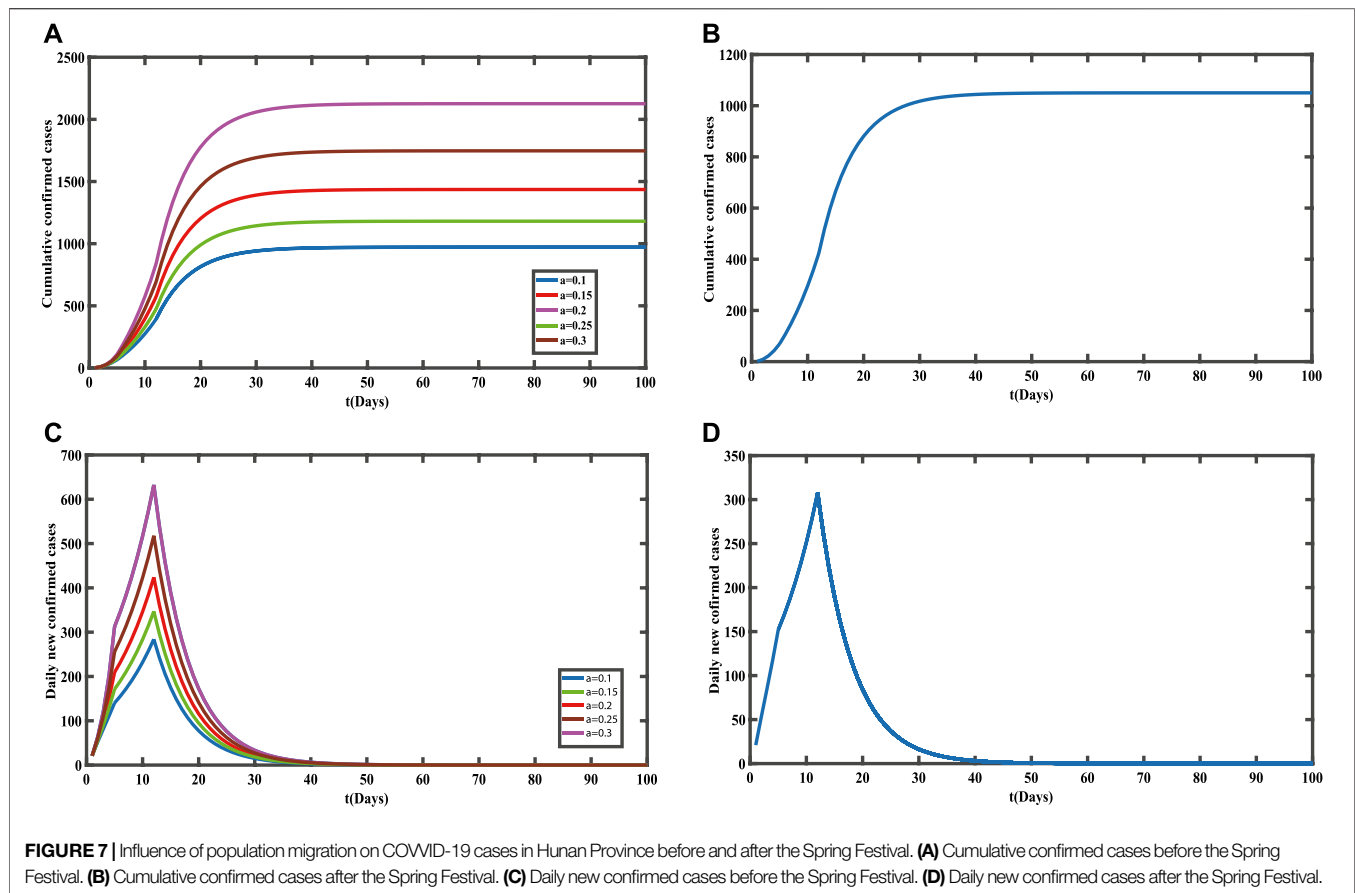 A
2500
2000
1500
1000
500
0
Cumulative confirmed cases
a=0.1
a=0.15
a=0.2
a=0.25
a=0.3
0 10 20 30 40 50 60 70 80 90 100
t(Days)
B
1200
1000
800
600
400
200
0
Cumulative confirmed cases
0 10 20 30 40 50 60 70 80 90 100
t(Days)
C
700
600
500
400
300
200
100
0
Daily new confirmed cases
a=0.1
a=0.15
a=0.2
a=0.25
a=0.3
0 10 20 30 40 50 60 70 80 90 100
t(Days)
D
350
300
250
200
150
100
50
0
Daily new cofirmed cases
0 10 20 30 40 50 60 70 80 90 100
t(Days)
FIGURE 7 | Influence of population migration on COVVID-19 cases in Hunan Province before and after the Spring Festival. (A) Cumulative confirmed cases before the Spring
Festival. (B) Cumulative confirmed cases after the Spring Festival. (C) Daily new confirmed cases before the Spring Festival. (D) Daily new confirmed cases after the Spring Festival.